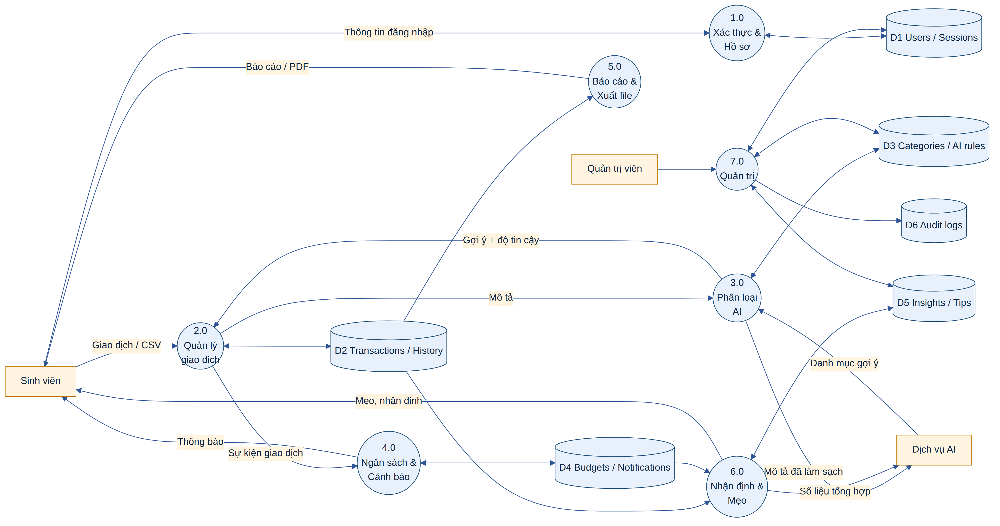 1.0
Xác thực &
Hồ sơ
Thông tin đăng nhập
D1 Users / Sessions
Báo cáo / PDF
5.0
Báo cáo &
Xuất file
D3 Categories / AI rules
Quản trị viên
7.0
Quản trị
D6 Audit logs
Gợi ý + độ tin cậy
3.0
Phân loại
AI
Mô tả
D5 Insights / Tips
2.0
Quản lý
giao dịch
Giao dịch / CSV
D2 Transactions / History
Danh mục gợi ý
Sinh viên
Mẹo, nhận định
Thông báo
Sự kiện giao dịch
4.0
Ngân sách &
Cảnh báo
D4 Budgets / Notifications
Dịch vụ AI
6.0
Nhận định &
Mẹo
Mô tả đã làm sạch
Số liệu tổng hợp